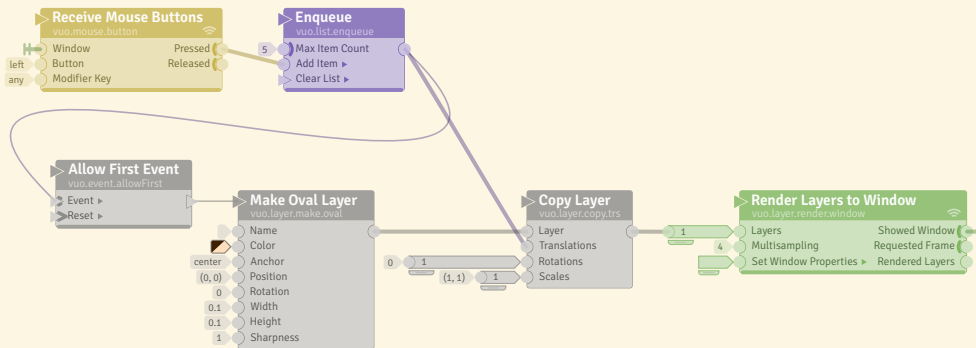 Receive Mouse Buttons
vuo.mouse.button
Window
Pressed
left
Button
Released
any
Modifier Key
Enqueue
vuo.list.enqueue
5
Max Item Count
Add Item ▸
Clear List ▸
Allow First Event
vuo.event.allowFirst
Event ▸
Reset ▸
Make Oval Layer
vuo.layer.make.oval
Name
Color
center
Anchor
(0, 0)
Position
0
Rotation
0.1
Width
0.1
Height
1
Sharpness
Copy Layer
vuo.layer.copy.trs
Layer
Translations
0
1
Rotations
(1, 1)
1
Scales
Render Layers to Window
vuo.layer.render.window
1
Layers
Showed Window
4
Multisampling
Requested Frame
Set Window Properties ▸
Rendered Layers